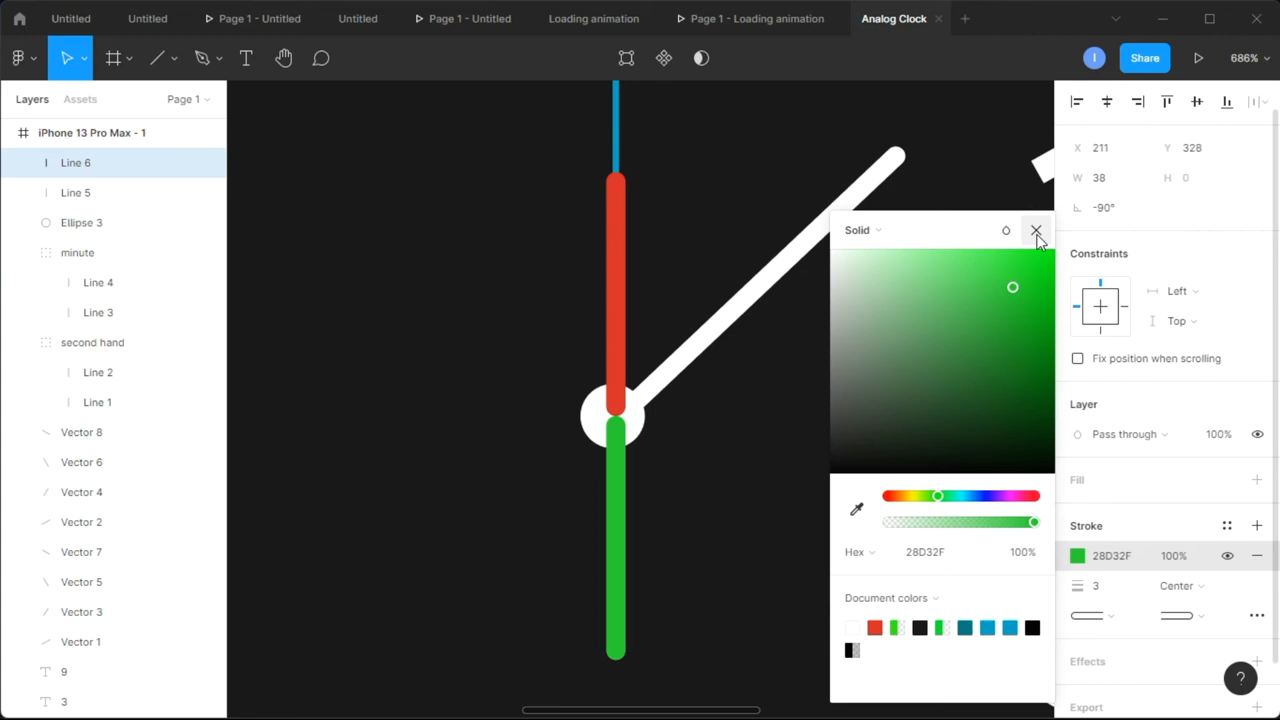 Untitled
Untitled
Page 1 - Untitled
Untitled
Page 1 - Untitled
Loading animation
Page 1 - Loading animation
Analog Clock
I
Share
686%
Layers
Assets
Page 1
iPhone 13 Pro Max - 1
Line 6
Line 5
Ellipse 3
minute
Line 4
Line 3
second hand
Line 2
Line 1
Vector 8
Vector 6
Vector 4
Vector 2
Vector 7
Vector 5
Vector 3
Vector 1
9
3
Solid
Hex 28D32F 100%
Document colors
X 211 Y 328
W 38 H 0
-90°
Constraints
Left
Top
Fix position when scrolling
Layer
Pass through 100%
Fill
Stroke
28D32F 100%
3 Center
Effects
?
Export